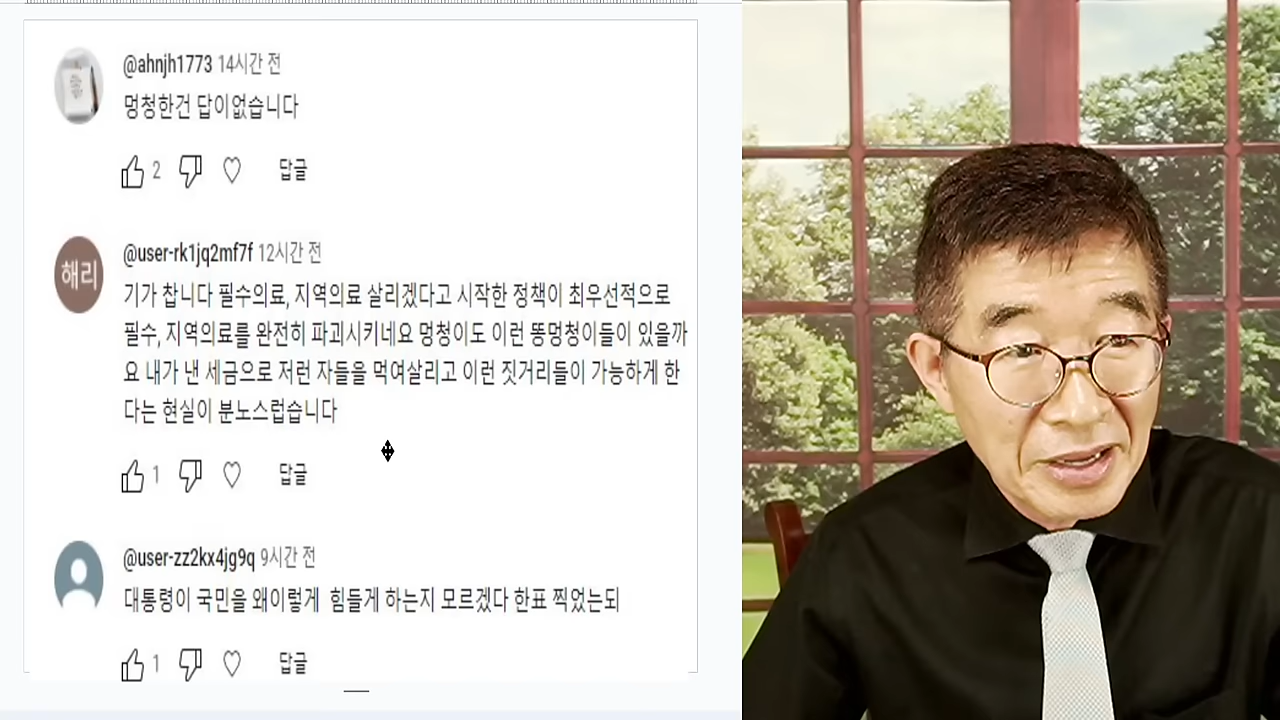 @ahnjh1773 14시간 전
멍청한건 답이없습니다
2 답글
해리
@user-rk1jq2mf7f 12시간 전
기가 찹니다 필수의료, 지역의료 살리겠다고 시작한 정책이 최우선적으로
필수, 지역의료를 완전히 파괴시키네요 멍청이도 이런 똥멍청이들이 있을까
요 내가 낸 세금으로 저런 자들을 먹여살리고 이런 짓거리들이 가능하게 한
다는 현실이 분노스럽습니다
1 답글
@user-zz2kx4jg9q 9시간 전
대통령이 국민을 왜이렇게 힘들게 하는지 모르겠다 한표 찍었는되
1 답글